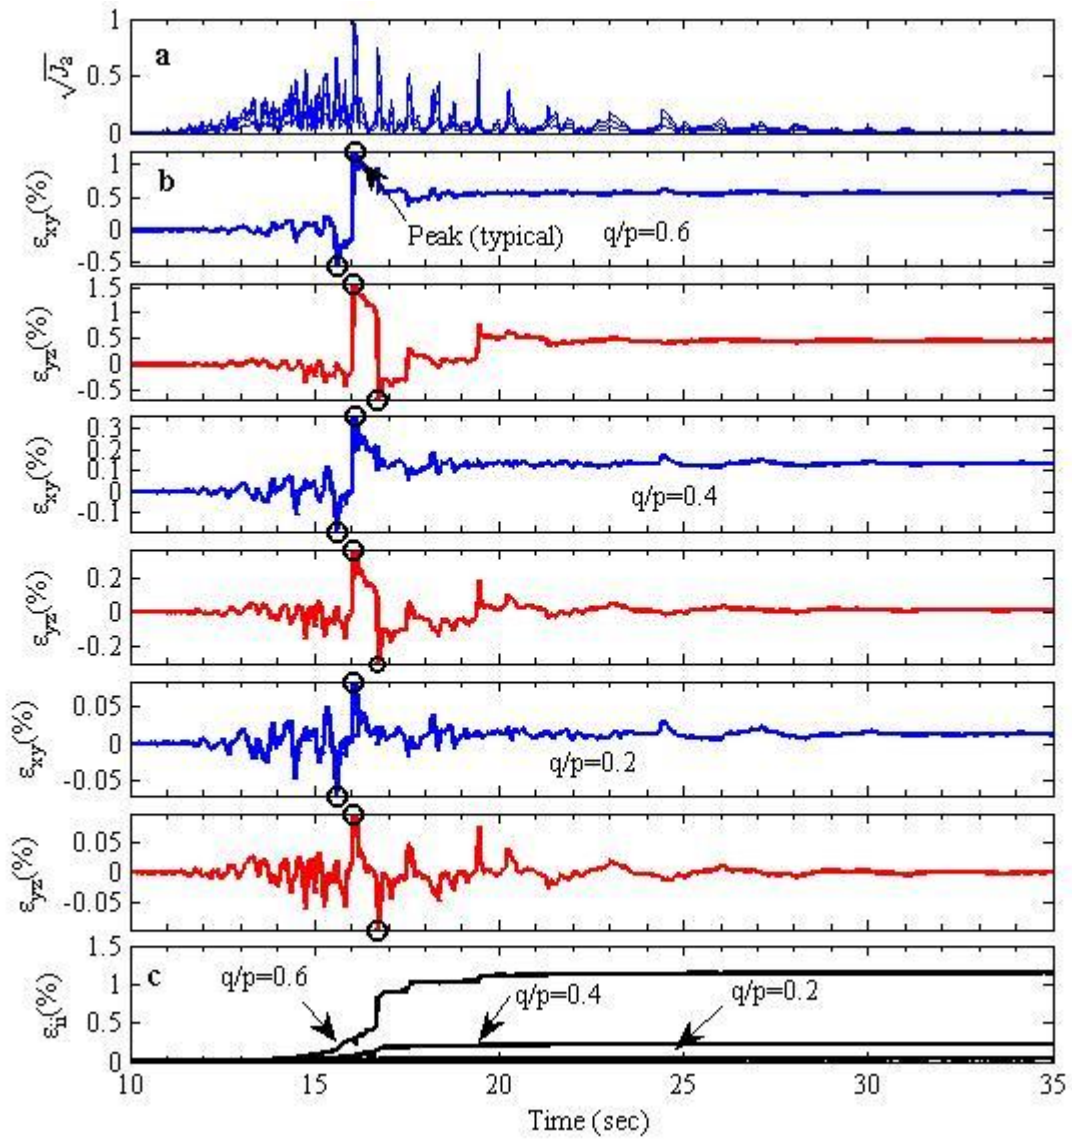 a
√J₂
1
0.5
0
b
εxy(%)
1
0.5
0
-0.5
Peak (typical)
q/p=0.6
εyz(%)
1.5
1
0.5
0
-0.5
εxy(%)
0.3
0.1
0
-0.1
q/p=0.4
εyz(%)
0.2
0
-0.2
εxy(%)
0.05
0
-0.05
q/p=0.2
εyz(%)
0.05
0
-0.05
c
εii(%)
1.5
1
0.5
0
q/p=0.6
q/p=0.4
q/p=0.2
10 15 20 25 30 35
Time (sec)